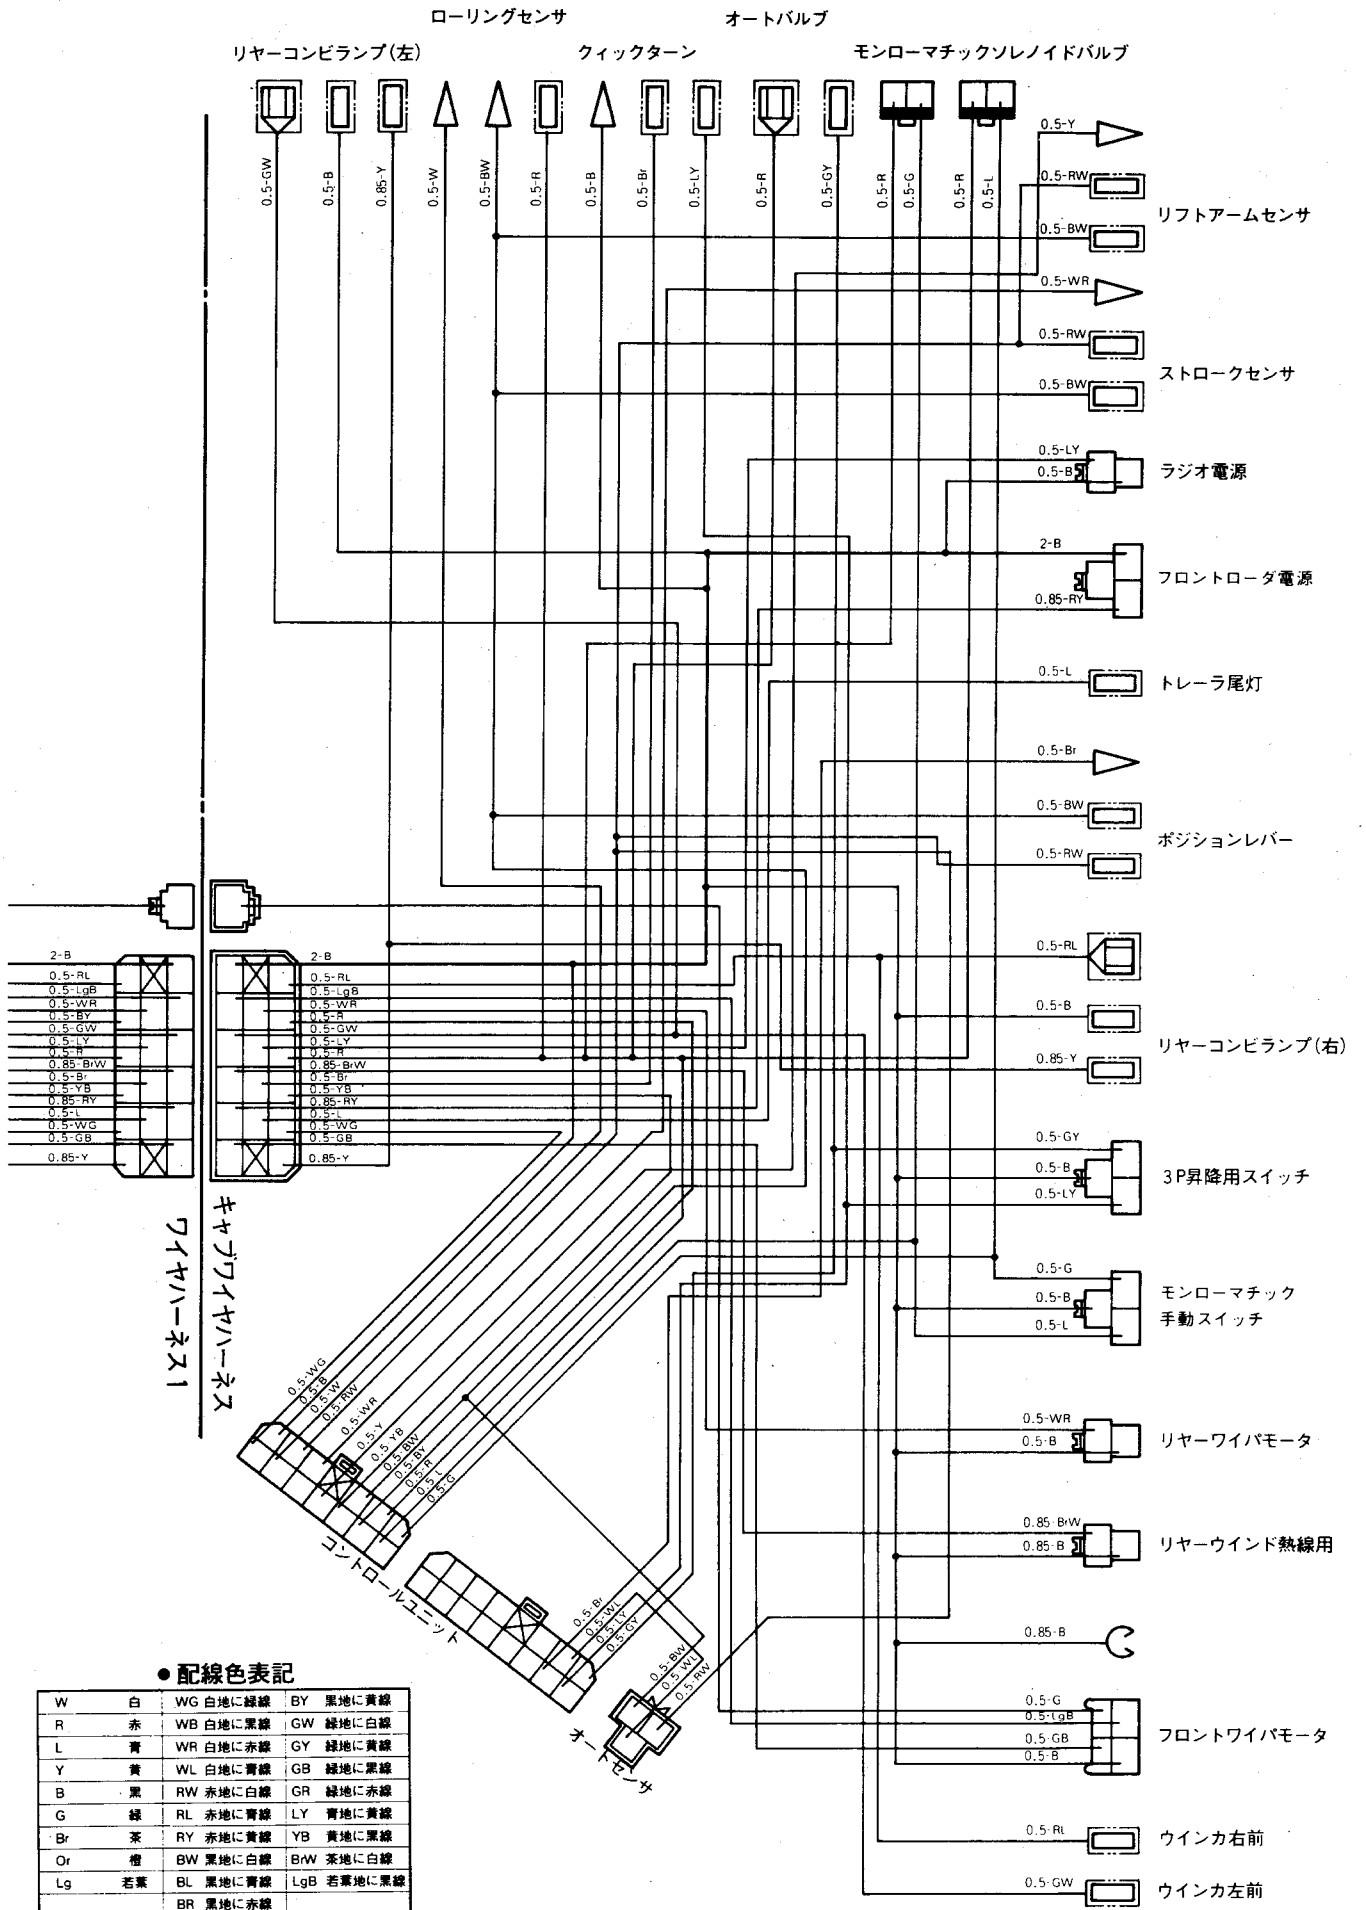 ローリングセンサ
オートバルブ
リヤーコンビランプ(左)
クィックターン
モンローマチックソレノイドバルブ
0.5-GW
0.5-B
0.85-Y
0.5-W
0.5-BW
0.5-R
0.5-B
0.5-Br
0.5-LY
0.5-R
0.5-GY
0.5-R
0.5-G
0.5-R
0.5-L
0.5-Y
0.5-RW
リフトアームセンサ
0.5-BW
0.5-WR
0.5-RW
ストロークセンサ
0.5-BW
0.5-LY
0.5-B
ラジオ電源
2-B
フロントローダ電源
0.85-RY
0.5-L
トレーラ尾灯
0.5-Br
0.5-BW
ポジションレバー
0.5-RW
0.5-RL
0.5-B
リヤーコンビランプ(右)
0.85-Y
0.5-GY
0.5-B
3P昇降用スイッチ
0.5-LY
0.5-G
0.5-B
0.5-L
モンローマチック
手動スイッチ
0.5-WR
0.5-B
リヤーワイパモータ
0.85-BrW
0.85-B
リヤーウインド熱線用
0.85-B
0.5-G
0.5-LgB
0.5-GB
0.5-B
フロントワイパモータ
0.5-RL
ウインカ右前
0.5-GW
ウインカ左前
2-B
0.5-RL
0.5-LgB
0.5-WR
0.5-BY
0.5-GW
0.5-LY
0.5-R
0.85-BrW
0.5-Br
0.5-YB
0.85-RY
0.5-L
0.5-WG
0.5-GB
0.85-Y
2-B
0.5-RL
0.5-LgB
0.5-WR
0.5-R
0.5-GW
0.5-LY
0.5-R
0.85-BrW
0.5-Br
0.5-YB
0.85-RY
0.5-L
0.5-WG
0.5-GB
0.85-Y
キャブワイヤハーネス
ワイヤハーネス1
0.5-WG
0.5-B
0.5-W
0.5-RW
0.5-WR
0.5-Y
0.5-YB
0.5-BW
0.5-BY
0.5-R
0.5-L
0.5-G
コントロールユニット
0.5-Br
0.5-WL
0.5-LY
0.5-GY
0.5-BW
0.5-WL
0.5-RW
オートセンサ
●配線色表記
W 白 WG 白地に緑線 BY 黒地に黄線
R 赤 WB 白地に黒線 GW 緑地に白線
L 青 WR 白地に赤線 GY 緑地に黄線
Y 黄 WL 白地に青線 GB 緑地に黒線
B 黒 RW 赤地に白線 GR 緑地に赤線
G 緑 RL 赤地に青線 LY 青地に黄線
Br 茶 RY 赤地に黄線 YB 黄地に黒線
Or 橙 BW 黒地に白線 BrW 茶地に白線
Lg 若葉 BL 黒地に青線 LgB 若葉地に黒線
BR 黒地に赤線